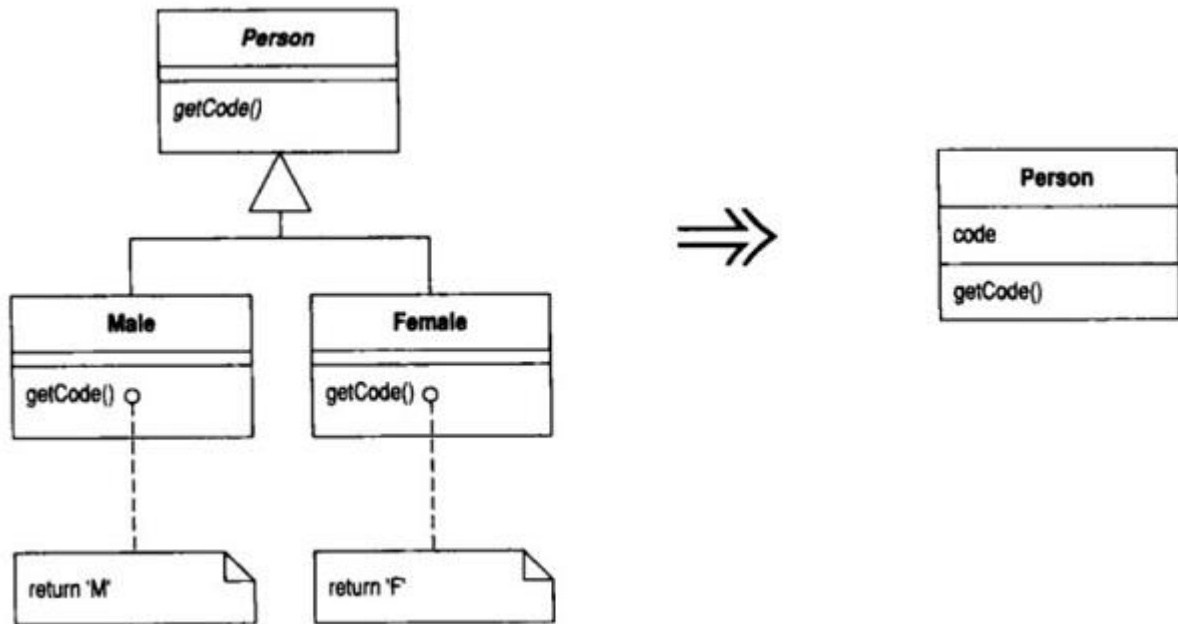 Person
getCode()
Male
getCode()
return 'M'
Female
getCode()
return 'F'
Person
code
getCode()